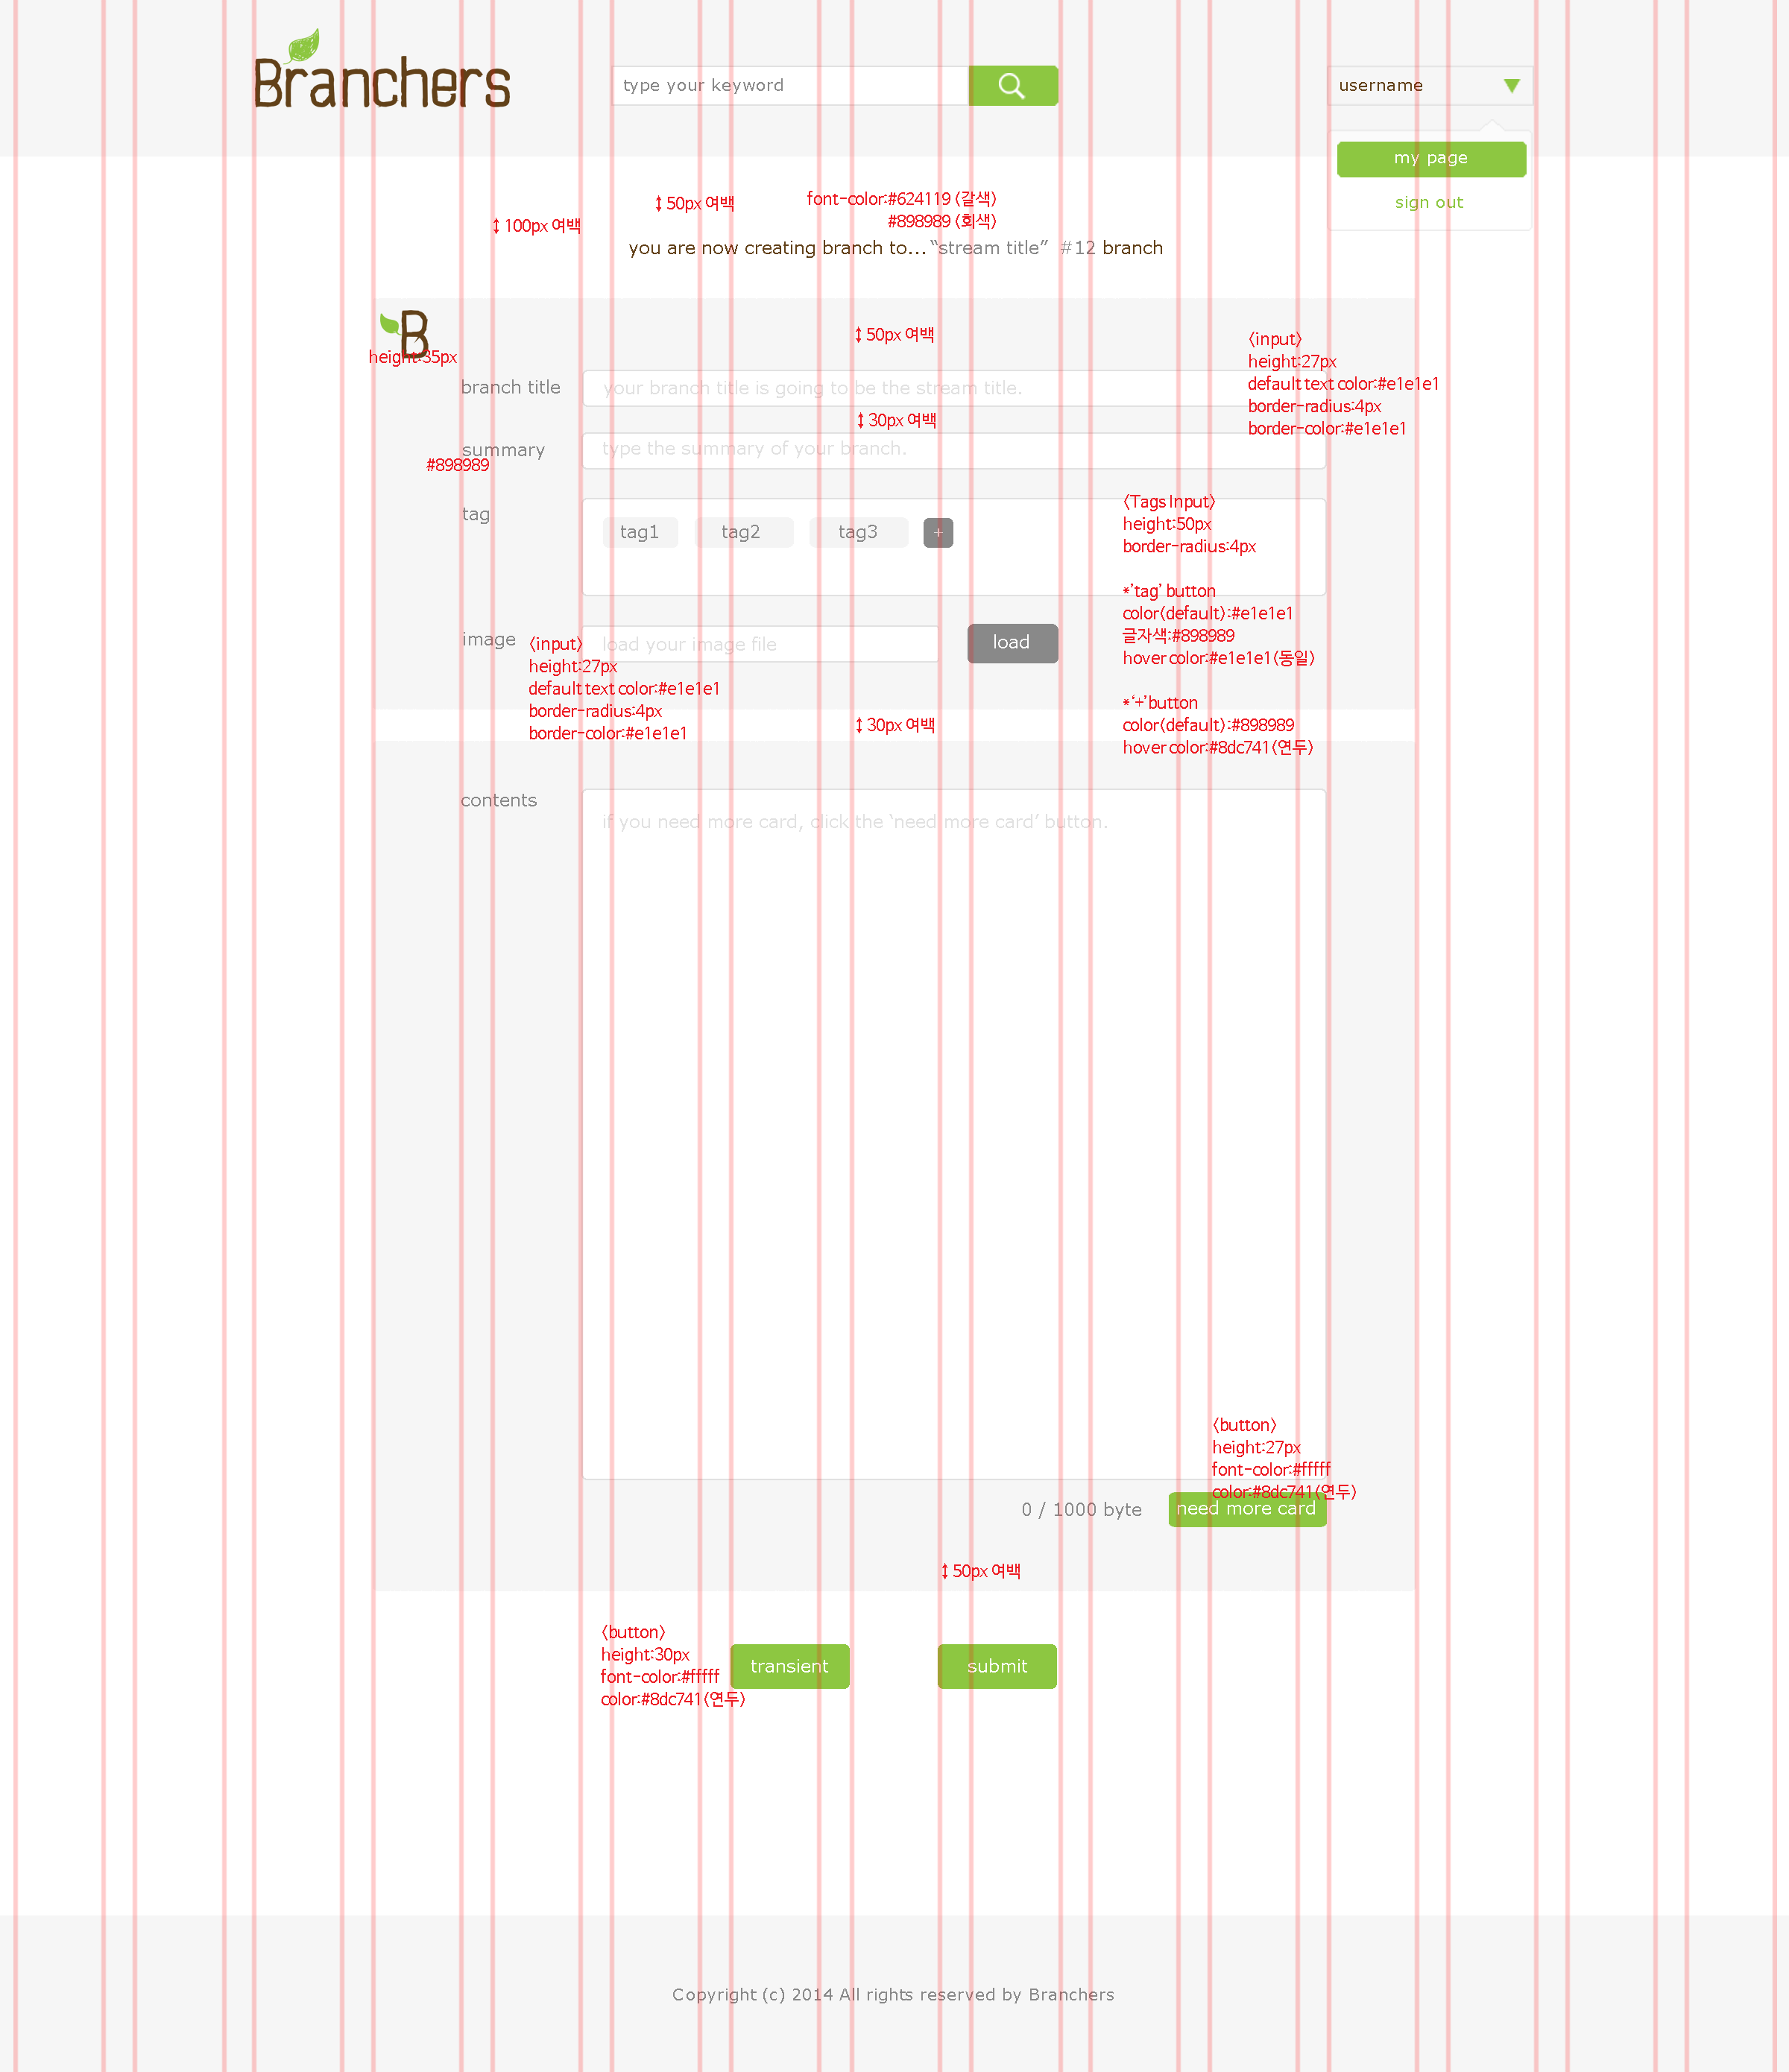 Branchers
type your keyword
username
my page
sign out
↕ 50px 여백
font-color:#624119 (갈색)
#898989 (회색)
↕ 100px 여백
you are now creating branch to... “stream title” #12 branch
B
height:35px
↕ 50px 여백
<input>
height:27px
default text color:#e1e1e1
border-radius:4px
border-color:#e1e1e1
branch title
your branch title is going to be the stream title.
↕ 30px 여백
summary
type the summary of your branch.
#898989
tag
tag1
tag2
tag3
+
<Tags Input>
height:50px
border-radius:4px
*'tag' button
color(default):#e1e1e1
글자색:#898989
hover color:#e1e1e1(동일)
*'+'button
color(default):#898989
hover color:#8dc741(연두)
image
load your image file
load
<input>
height:27px
default text color:#e1e1e1
border-radius:4px
border-color:#e1e1e1
↕ 30px 여백
contents
if you need more card, click the ‘need more card’ button.
<button>
height:27px
font-color:#fffff
color:#8dc741(연두)
0 / 1000 byte
need more card
↕ 50px 여백
<button>
height:30px
font-color:#fffff
color:#8dc741(연두)
transient
submit
Copyright (c) 2014 All rights reserved by Branchers